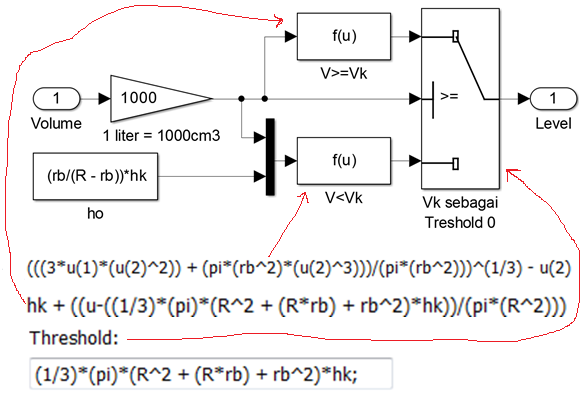 f(u)
V>=Vk
1
Volume
1000
1 liter = 1000cm3
>=
1
Level
(rb/(R - rb))*hk
ho
f(u)
V<Vk
Vk sebagai
Treshold 0
(((3*u(1)*(u(2)^2)) + (pi*(rb^2)*(u(2)^3)))/(pi*(rb^2)))^(1/3) - u(2)
hk + ((u-((1/3)*(pi)*(R^2 + (R*rb) + rb^2)*hk))/(pi*(R^2)))
Threshold:
(1/3)*(pi)*(R^2 + (R*rb) + rb^2)*hk;